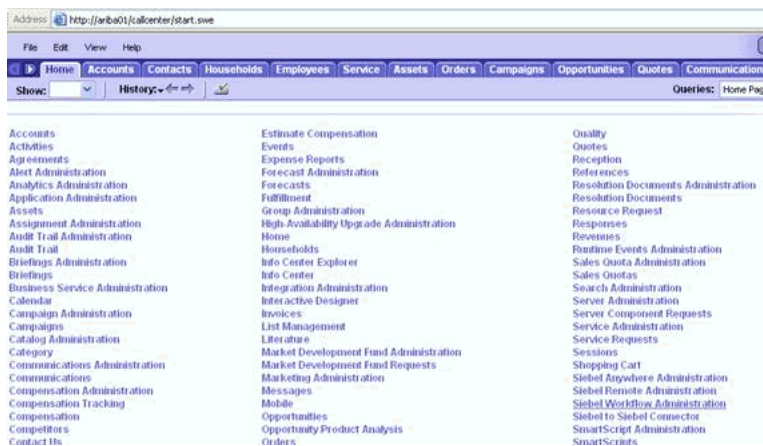 Address http://ariba01/callcenter/start.swe
File Edit View Help
Home Accounts Contacts Households Employees Service Assets Orders Campaigns Opportunities Quotes Communication
Show: History: Queries: Home Pag
Accounts
Activities
Agreements
Alert Administration
Analytics Administration
Application Administration
Assets
Assignment Administration
Audit Trail Administration
Audit Trail
Briefings Administration
Briefings
Business Service Administration
Calendar
Campaign Administration
Campaigns
Catalog Administration
Category
Communications Administration
Communications
Compensation Administration
Compensation Tracking
Compensation
Competitors
Contact Us
Estimate Compensation
Events
Expense Reports
Forecast Administration
Forecasts
Fulfillment
Group Administration
High-Availability Upgrade Administration
Home
Households
Info Center Explorer
Info Center
Integration Administration
Interactive Designer
Invoices
List Management
Literature
Market Development Fund Administration
Market Development Fund Requests
Marketing Administration
Messages
Mobile
Opportunities
Opportunity Product Analysis
Orders
Quality
Quotes
Reception
References
Resolution Documents Administration
Resolution Documents
Resource Request
Responses
Revenues
Runtime Events Administration
Sales Quota Administration
Sales Quotas
Search Administration
Server Administration
Server Component Requests
Service Administration
Service Requests
Sessions
Shopping Cart
Siebel Anywhere Administration
Siebel Remote Administration
Siebel Workflow Administration
Siebel to Siebel Connector
SmartScript Administration
SmartScripts